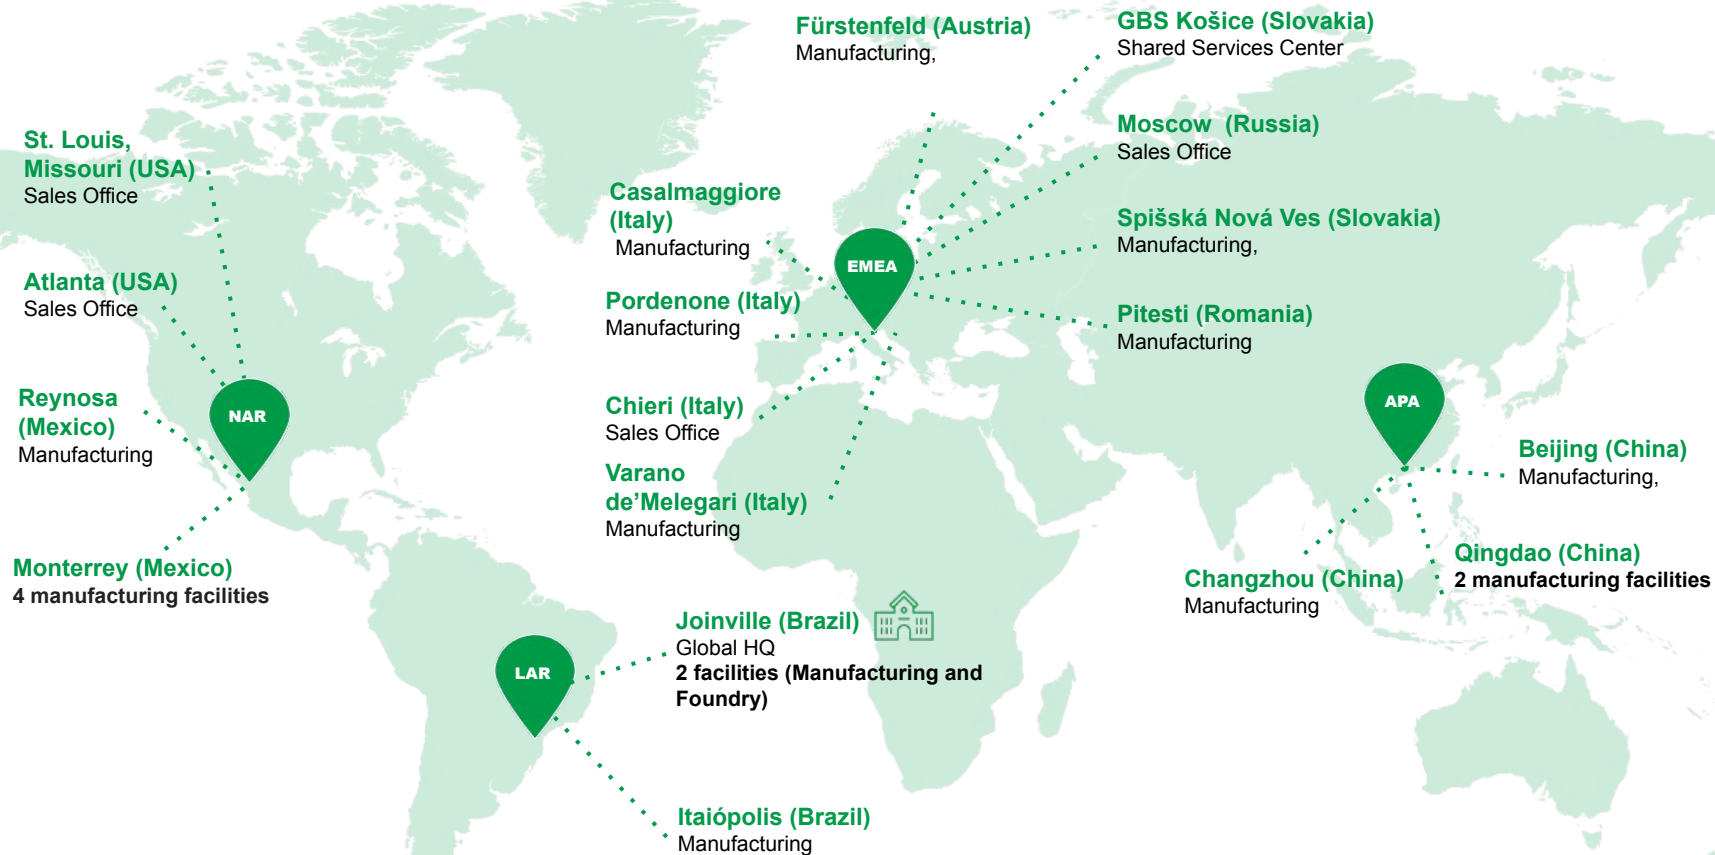 Fürstenfeld (Austria)
Manufacturing,
GBS Košice (Slovakia)
Shared Services Center
St. Louis,
Missouri (USA)
Sales Office
Moscow  (Russia)
Sales Office
Casalmaggiore
(Italy)
Manufacturing
Spišská Nová Ves (Slovakia)
Manufacturing,
EMEA
Atlanta (USA)
Sales Office
Pordenone (Italy)
Manufacturing
Pitesti (Romania)
Manufacturing
Reynosa
(Mexico)
Manufacturing
NAR
Chieri (Italy)
Sales Office
APA
Beijing (China)
Manufacturing,
Varano
de’Melegari (Italy)
Manufacturing
Monterrey (Mexico)
4 manufacturing facilities
Changzhou (China)
Manufacturing
Qingdao (China)
2 manufacturing facilities
Joinville (Brazil)
Global HQ
2 facilities (Manufacturing and
Foundry)
LAR
Itaiópolis (Brazil)
Manufacturing